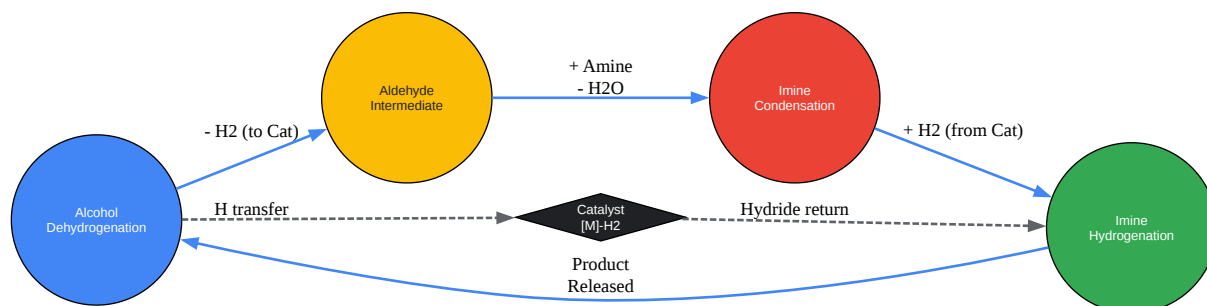 + Amine
- H2O
Aldehyde
Intermediate
Imine
Condensation
- H2 (to Cat)
+ H2 (from Cat)
Alcohol
Dehydrogenation
H transfer
Catalyst
[M]-H2
Hydride return
Imine
Hydrogenation
Product
Released